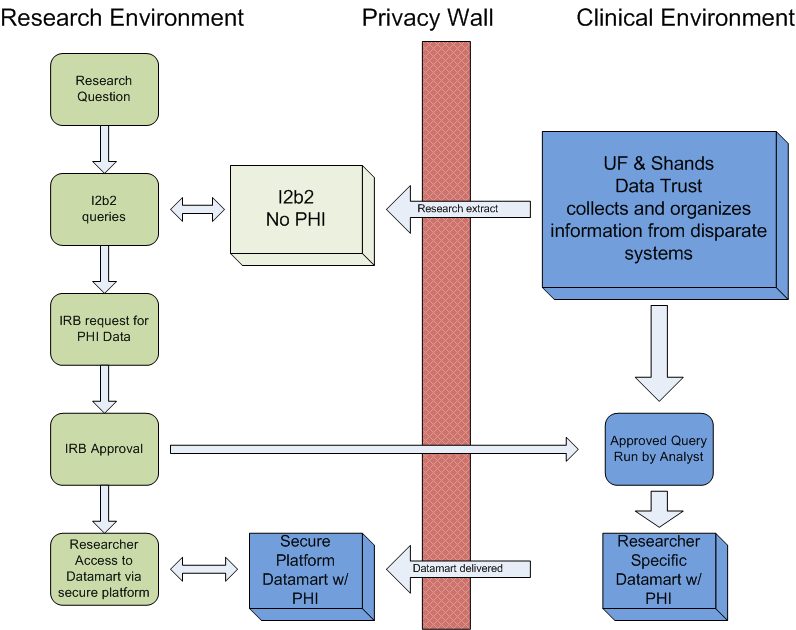 Research Environment
Privacy Wall
Clinical Environment
Research
Question
I2b2
queries
I2b2
No PHI
Research extract
UF & Shands
Data Trust
collects and organizes
information from disparate
systems
IRB request for
PHI Data
IRB Approval
Approved Query
Run by Analyst
Researcher
Access to
Datamart via
secure platform
Secure
Platform
Datamart w/
PHI
Datamart delivered
Researcher
Specific
Datamart w/
PHI